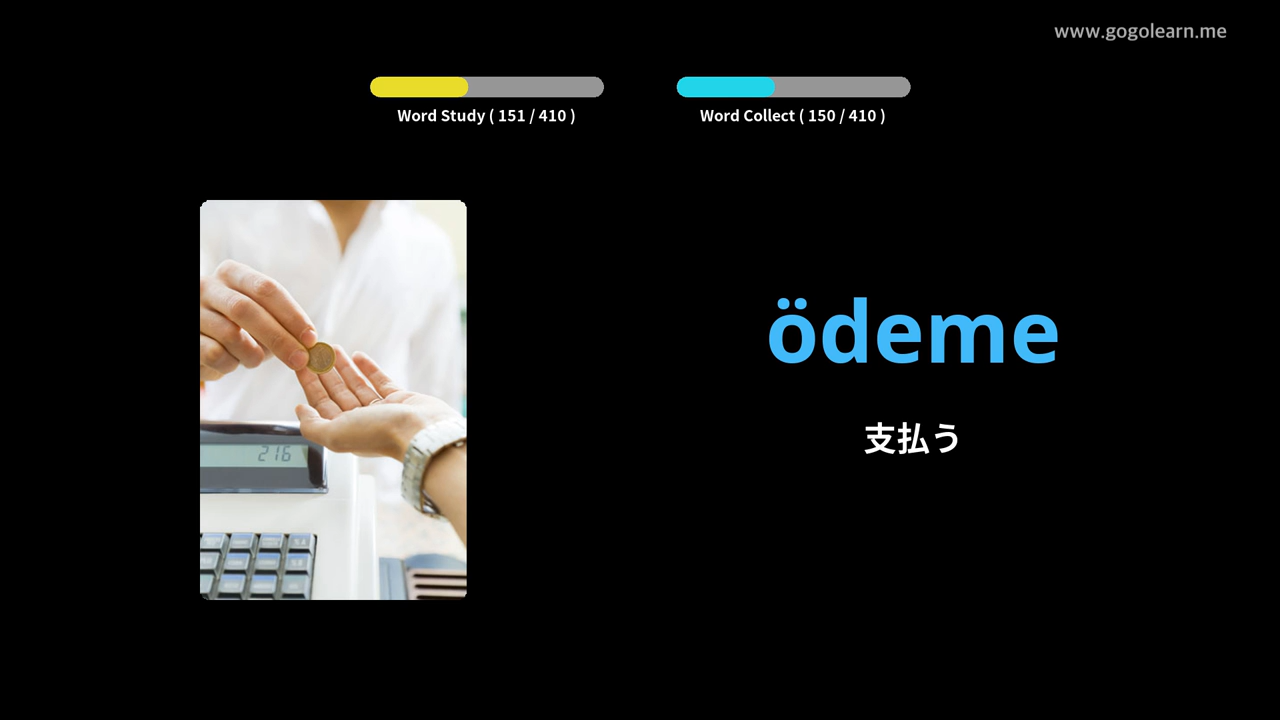 www.gogolearn.me
Word Study ( 151 / 410 )
Word Collect ( 150 / 410 )
ödeme
支払う
216